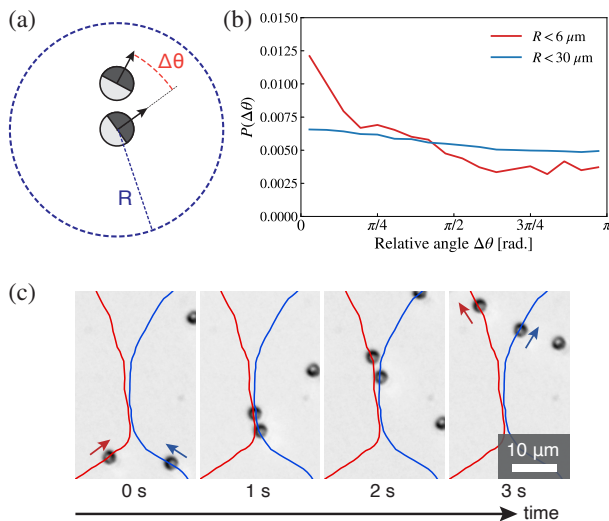 (a)
Δθ
R
(b)
0.0150
0.0125
0.0100
0.0075
0.0050
0.0025
0.0000
P(Δθ)
R < 6 μm
R < 30 μm
0 π/4 π/2 3π/4 π
Relative angle Δθ [rad.]
(c)
10 μm
0 s 1 s 2 s 3 s
time